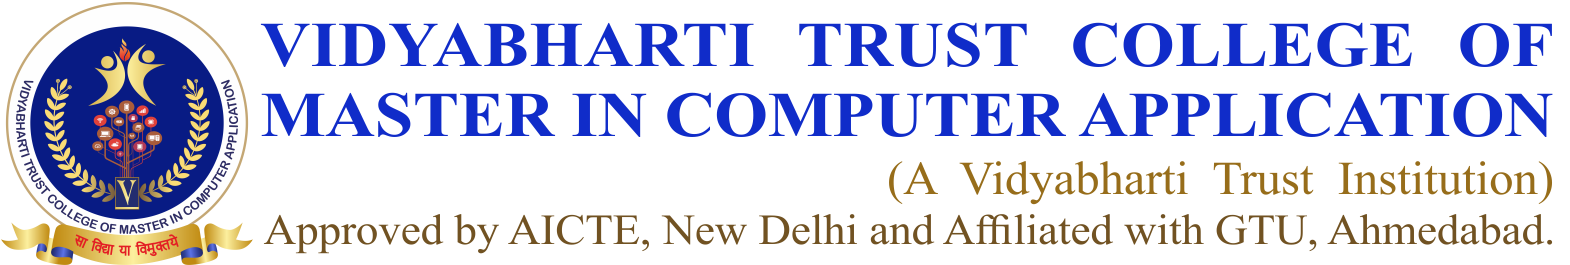 VIDYABHARTI TRUST COLLEGE OF MASTER IN COMPUTER APPLICATION
V
सा विद्या या विमुक्तये
VIDYABHARTI TRUST COLLEGE OF
MASTER IN COMPUTER APPLICATION
(A Vidyabharti Trust Institution)
Approved by AICTE, New Delhi and Affiliated with GTU, Ahmedabad.